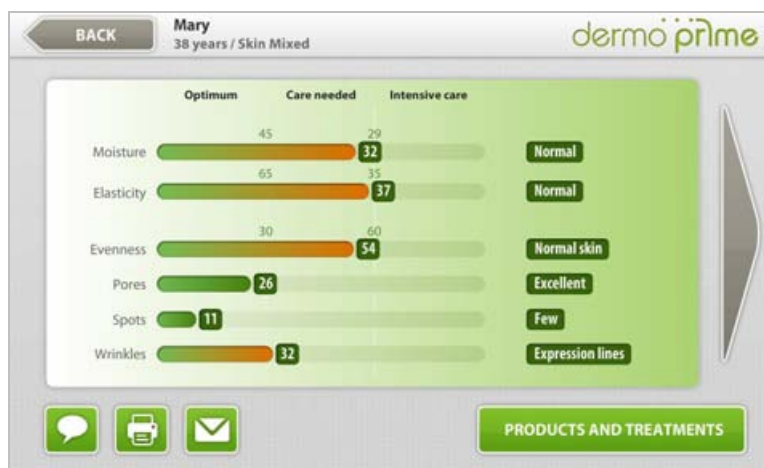 BACK
Mary
38 years / Skin Mixed
dermo prime
Optimum Care needed Intensive care
45 29
Moisture 32 Normal
65 35
Elasticity 37 Normal
30 60
Evenness 54 Normal skin
Pores 26 Excellent
Spots 11 Few
Wrinkles 32 Expression lines
PRODUCTS AND TREATMENTS